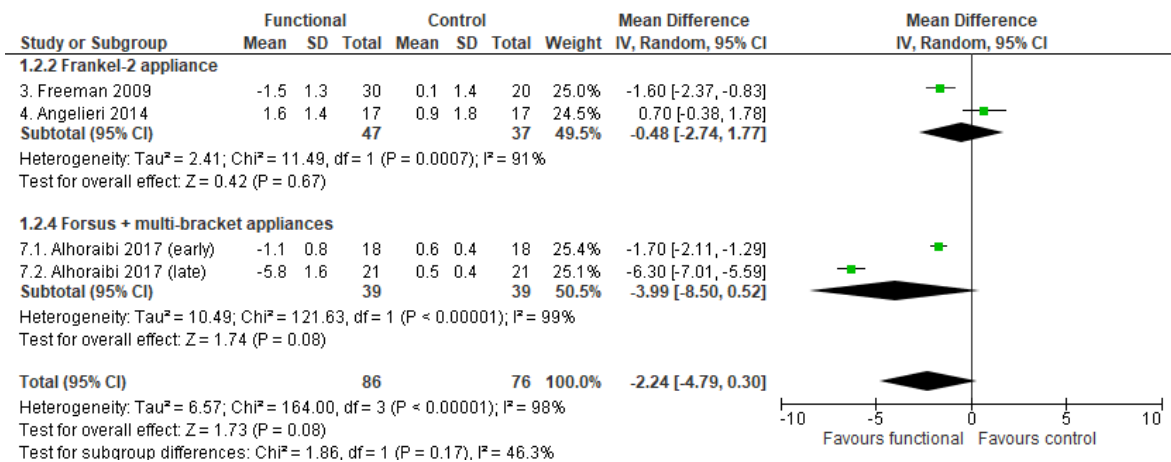 Functional Control Mean Difference Mean Difference
Study or Subgroup Mean SD Total Mean SD Total Weight IV, Random, 95% CI IV, Random, 95% CI
1.2.2 Frankel-2 appliance
3. Freeman 2009 -1.5 1.3 30 0.1 1.4 20 25.0% -1.60 [-2.37, -0.83]
4. Angelieri 2014 1.6 1.4 17 0.9 1.8 17 24.5% 0.70 [-0.38, 1.78]
Subtotal (95% CI) 47 37 49.5% -0.48 [-2.74, 1.77]
Heterogeneity: Tau² = 2.41; Chi² = 11.49, df = 1 (P = 0.0007); I² = 91%
Test for overall effect: Z = 0.42 (P = 0.67)
1.2.4 Forsus + multi-bracket appliances
7.1. Alhoraibi 2017 (early) -1.1 0.8 18 0.6 0.4 18 25.4% -1.70 [-2.11, -1.29]
7.2. Alhoraibi 2017 (late) -5.8 1.6 21 0.5 0.4 21 25.1% -6.30 [-7.01, -5.59]
Subtotal (95% CI) 39 39 50.5% -3.99 [-8.50, 0.52]
Heterogeneity: Tau² = 10.49; Chi² = 121.63, df = 1 (P < 0.00001); I² = 99%
Test for overall effect: Z = 1.74 (P = 0.08)
Total (95% CI) 86 76 100.0% -2.24 [-4.79, 0.30]
Heterogeneity: Tau² = 6.57; Chi² = 164.00, df = 3 (P < 0.00001); I² = 98%
Test for overall effect: Z = 1.73 (P = 0.08)
Test for subgroup differences: Chi² = 1.86, df = 1 (P = 0.17), I² = 46.3%
-10 -5 0 5 10
Favours functional Favours control